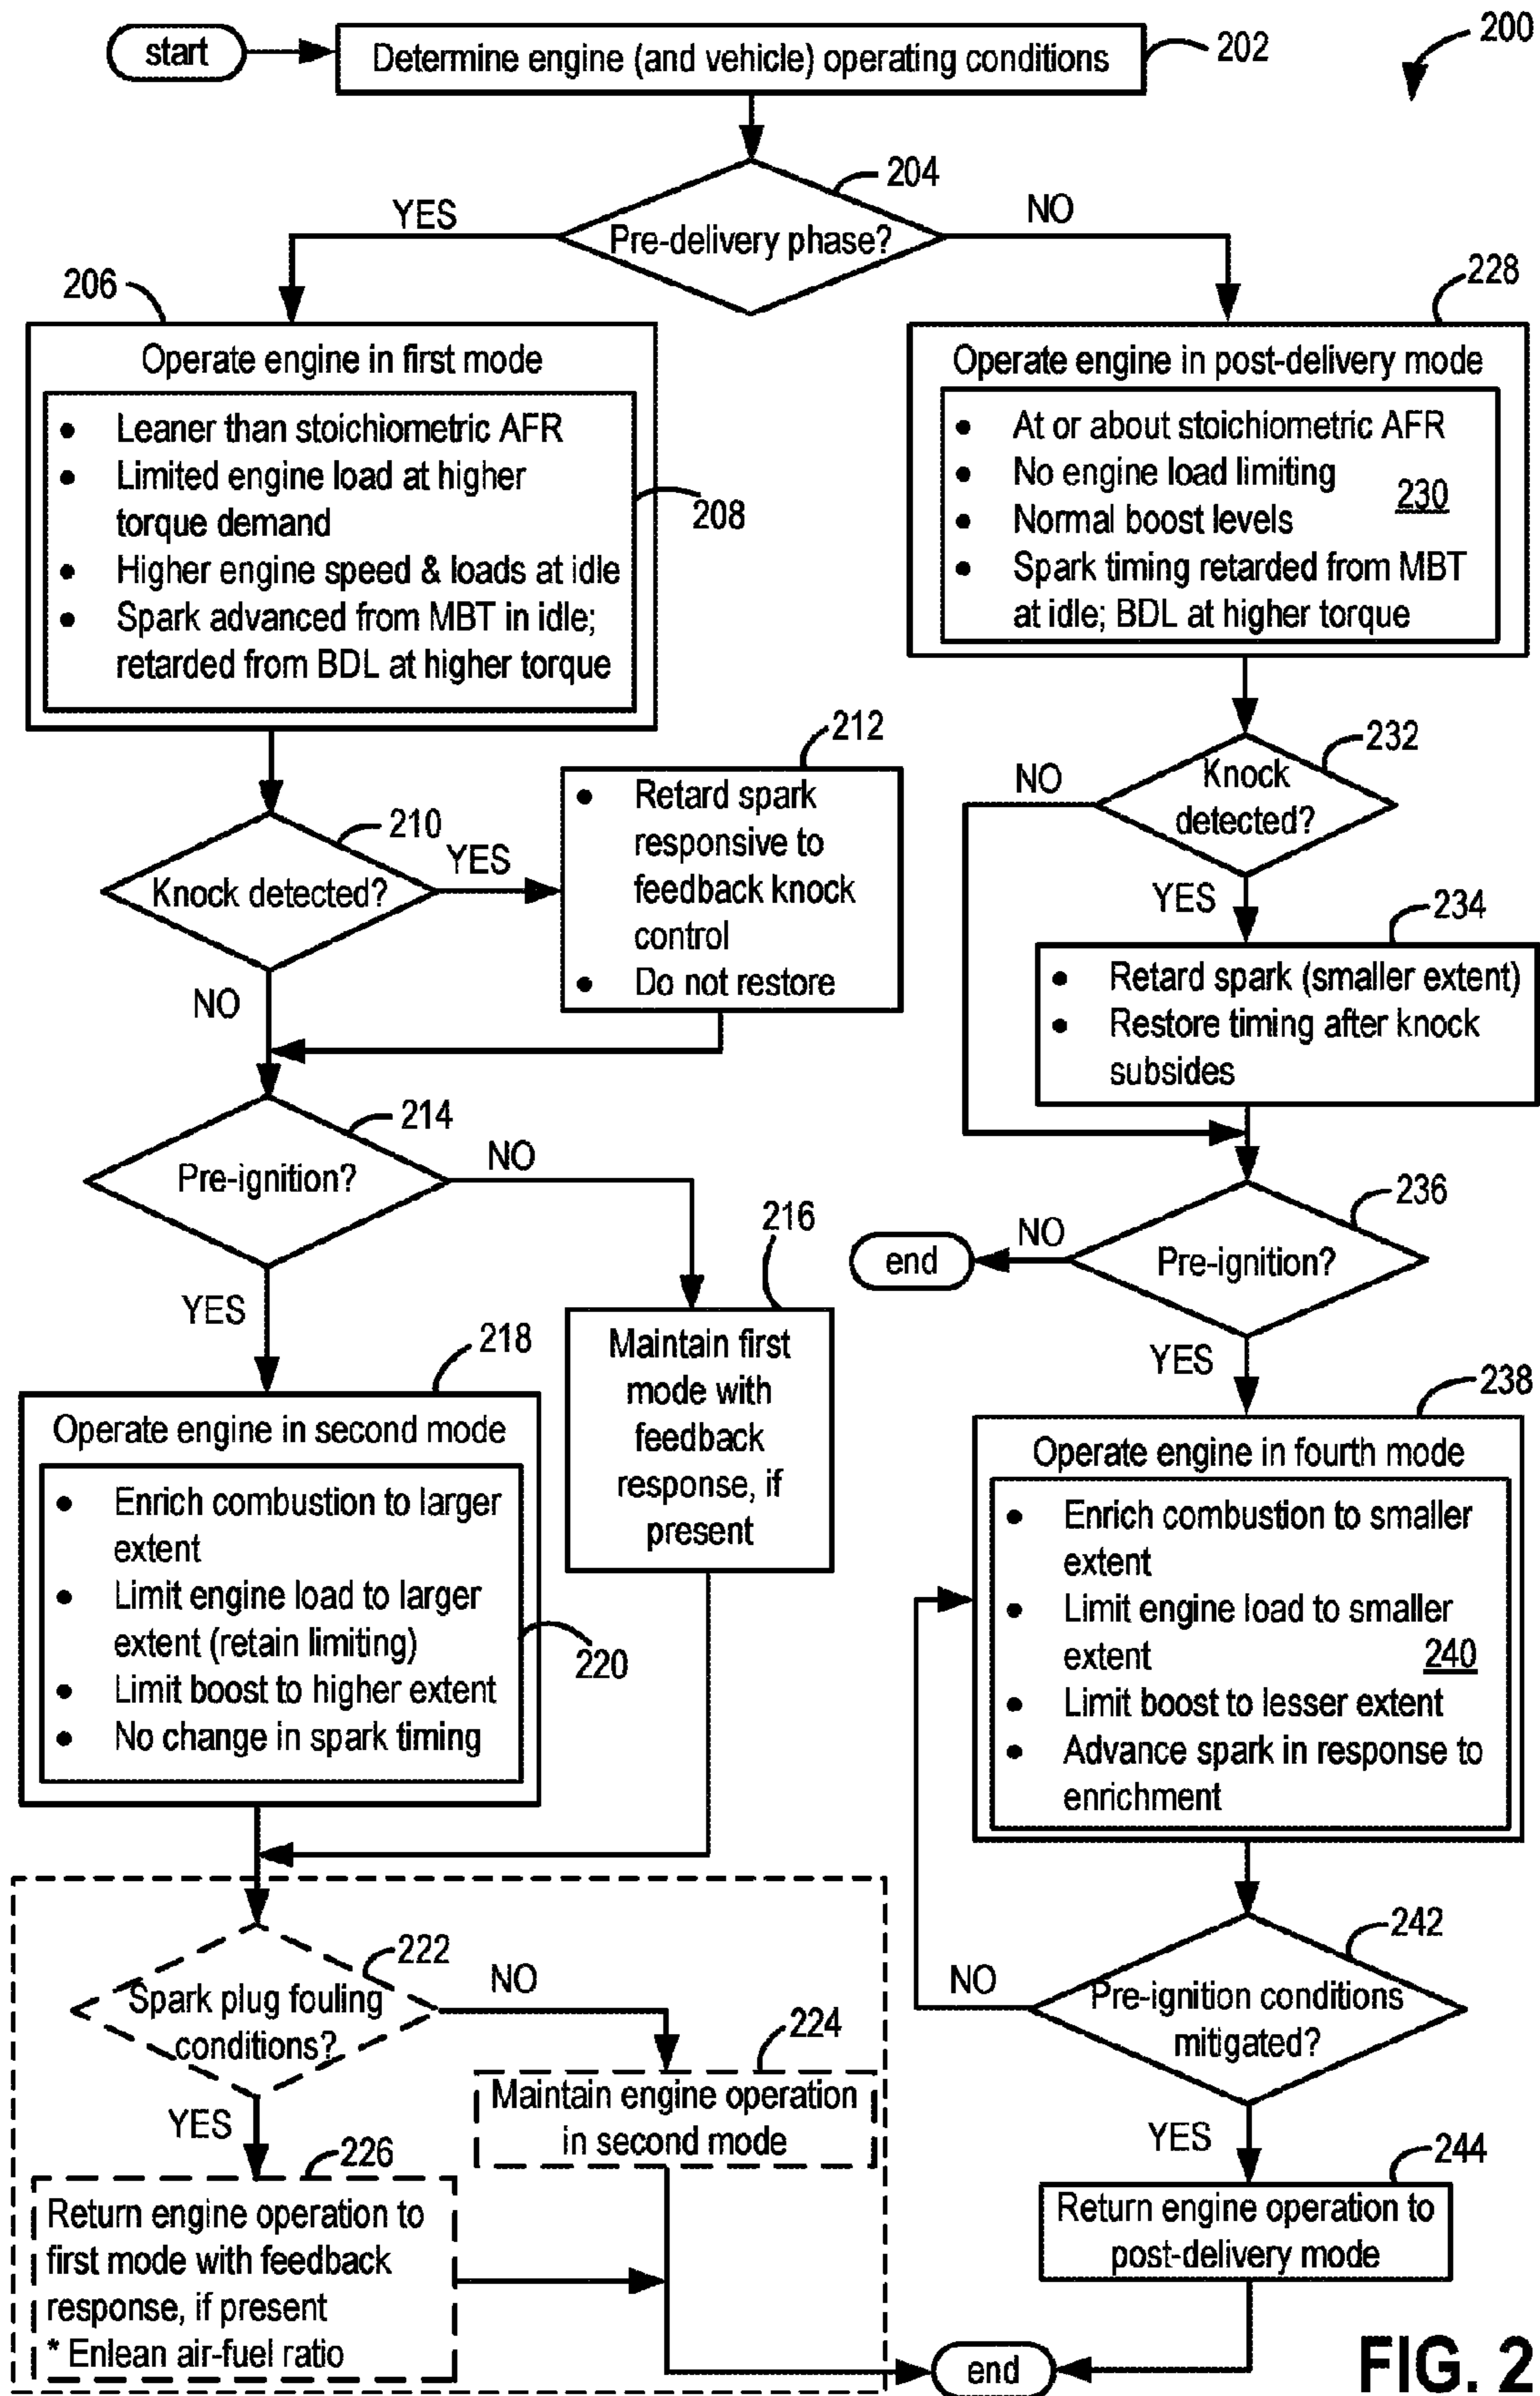 start
Determine engine (and vehicle) operating conditions
202
200
204
Pre-delivery phase?
YES
NO
206
Operate engine in first mode
• Leaner than stoichiometric AFR
• Limited engine load at higher
torque demand
• Higher engine speed & loads at idle
• Spark advanced from MBT in idle;
retarded from BDL at higher torque
208
210
Knock detected?
YES
NO
212
• Retard spark
responsive to
feedback knock
control
• Do not restore
214
Pre-ignition?
NO
YES
216
Maintain first
mode with
feedback
response, if
present
218
Operate engine in second mode
• Enrich combustion to larger
extent
• Limit engine load to larger
extent (retain limiting)
• Limit boost to higher extent
• No change in spark timing
220
222
Spark plug fouling
conditions?
NO
YES
224
Maintain engine operation
in second mode
226
Return engine operation to
first mode with feedback
response, if present
* Enlean air-fuel ratio
228
Operate engine in post-delivery mode
• At or about stoichiometric AFR
• No engine load limiting
• Normal boost levels
• Spark timing retarded from MBT
at idle; BDL at higher torque
230
232
Knock
detected?
NO
YES
234
• Retard spark (smaller extent)
• Restore timing after knock
subsides
236
Pre-ignition?
NO
end
YES
238
Operate engine in fourth mode
• Enrich combustion to smaller
extent
• Limit engine load to smaller
extent
• Limit boost to lesser extent
• Advance spark in response to
enrichment
240
242
Pre-ignition conditions
mitigated?
NO
YES
244
Return engine operation to
post-delivery mode
end
FIG. 2